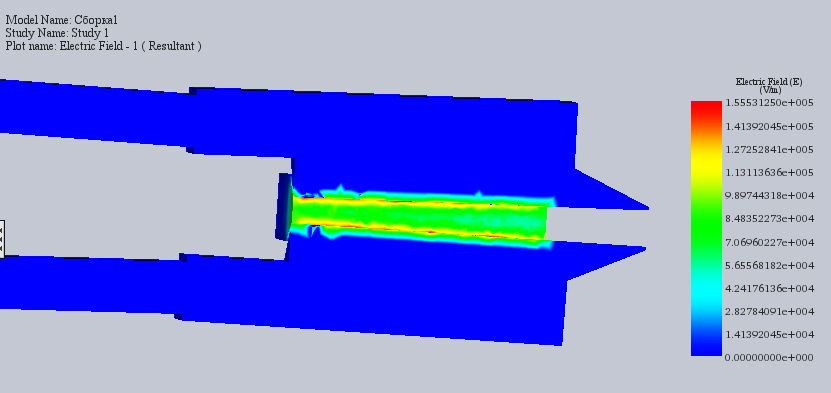 Model Name: Сборка1
Study Name: Study 1
Plot name: Electric Field - 1 ( Resultant )
Electric Field (E)
(V/m)
1.55531250e+005
1.41392045e+005
1.27252841e+005
1.13113636e+005
9.89744318e+004
8.48352273e+004
7.06960227e+004
5.65568182e+004
4.24176136e+004
2.82784091e+004
1.41392045e+004
0.00000000e+000